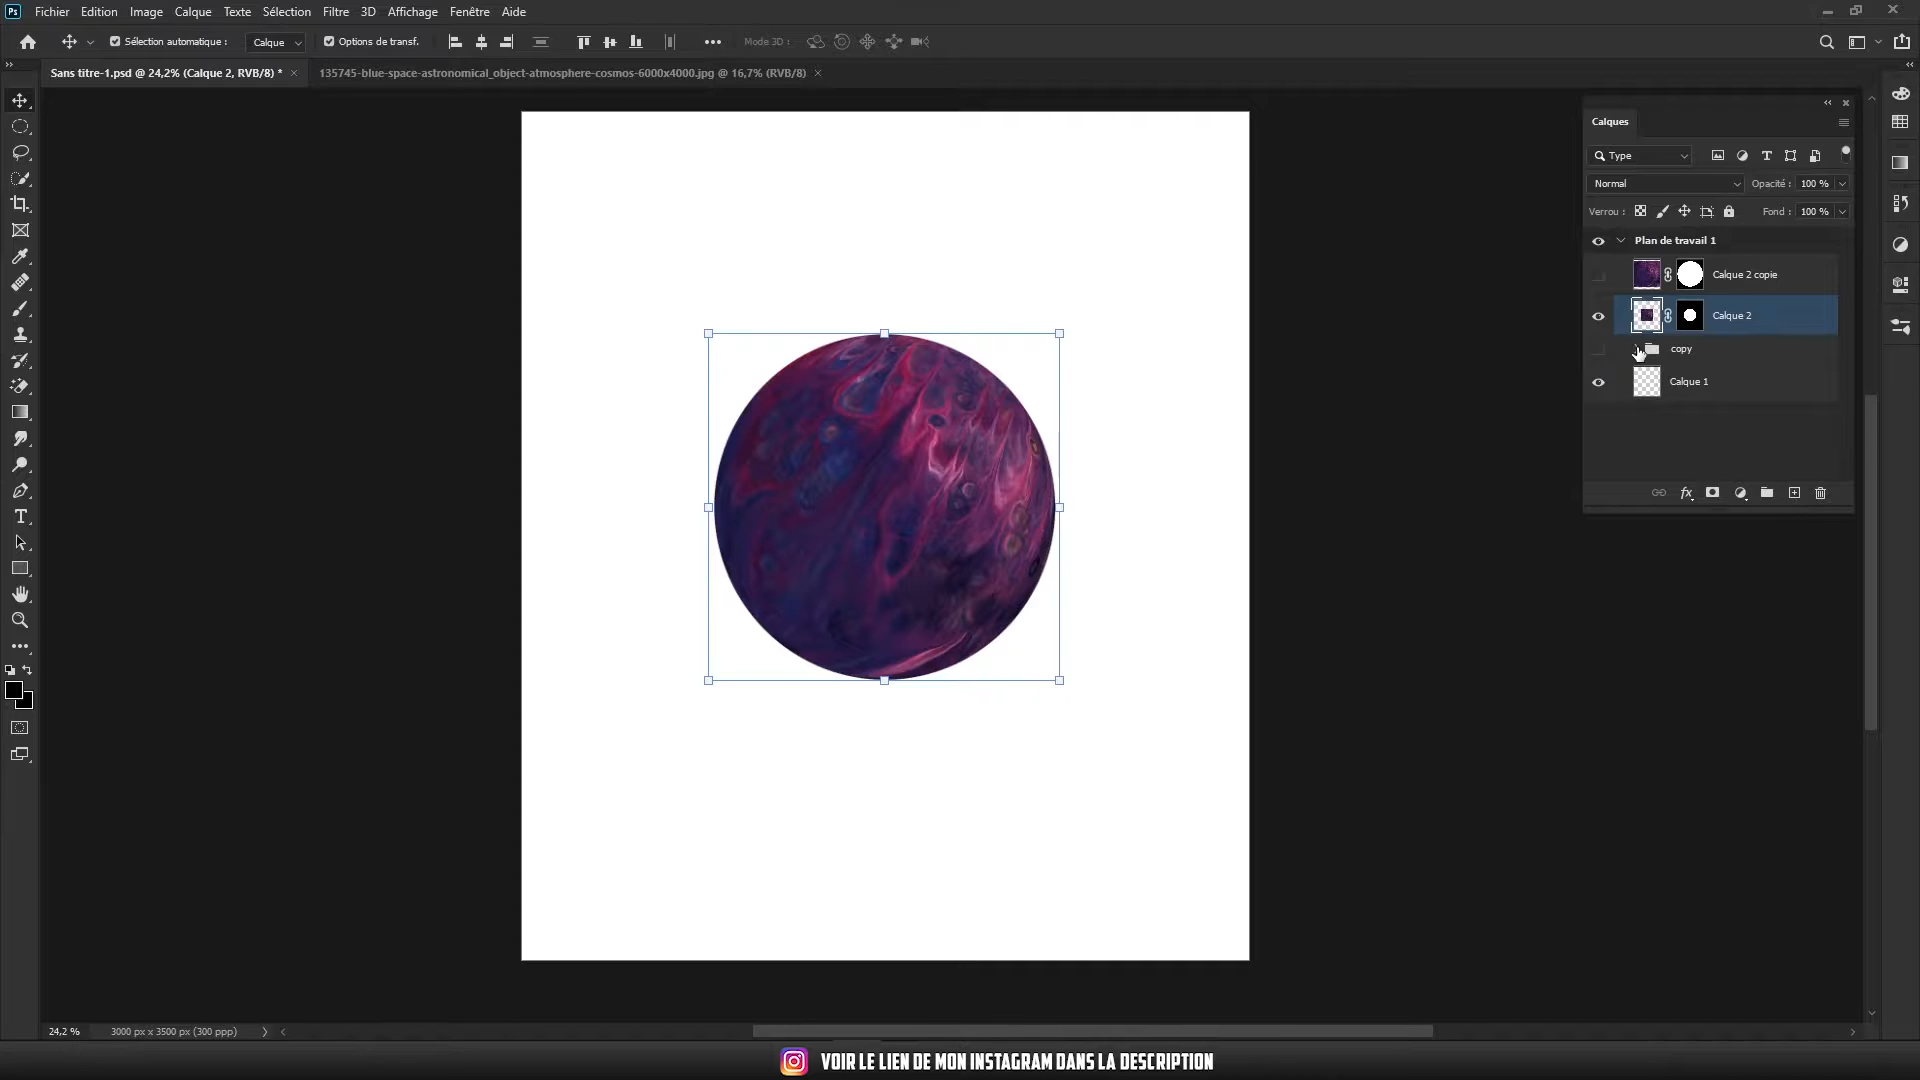 Ps Fichier Edition Image Calque Texte Sélection Filtre 3D Affichage Fenêtre Aide
Sélection automatique : Calque Options de transf. Mode 3D :
Sans titre-1.psd @ 24,2% (Calque 2, RVB/8) * 135745-blue-space-astronomical_object-atmosphere-cosmos-6000x4000.jpg @ 16,7% (RVB/8)
Calques
Type
Normal Opacité : 100 %
Verrou : Fond : 100 %
Plan de travail 1
Calque 2 copie
Calque 2
copy
Calque 1
fx
24,2 % 3000 px x 3500 px (300 ppp)
VOIR LE LIEN DE MON INSTAGRAM DANS LA DESCRIPTION